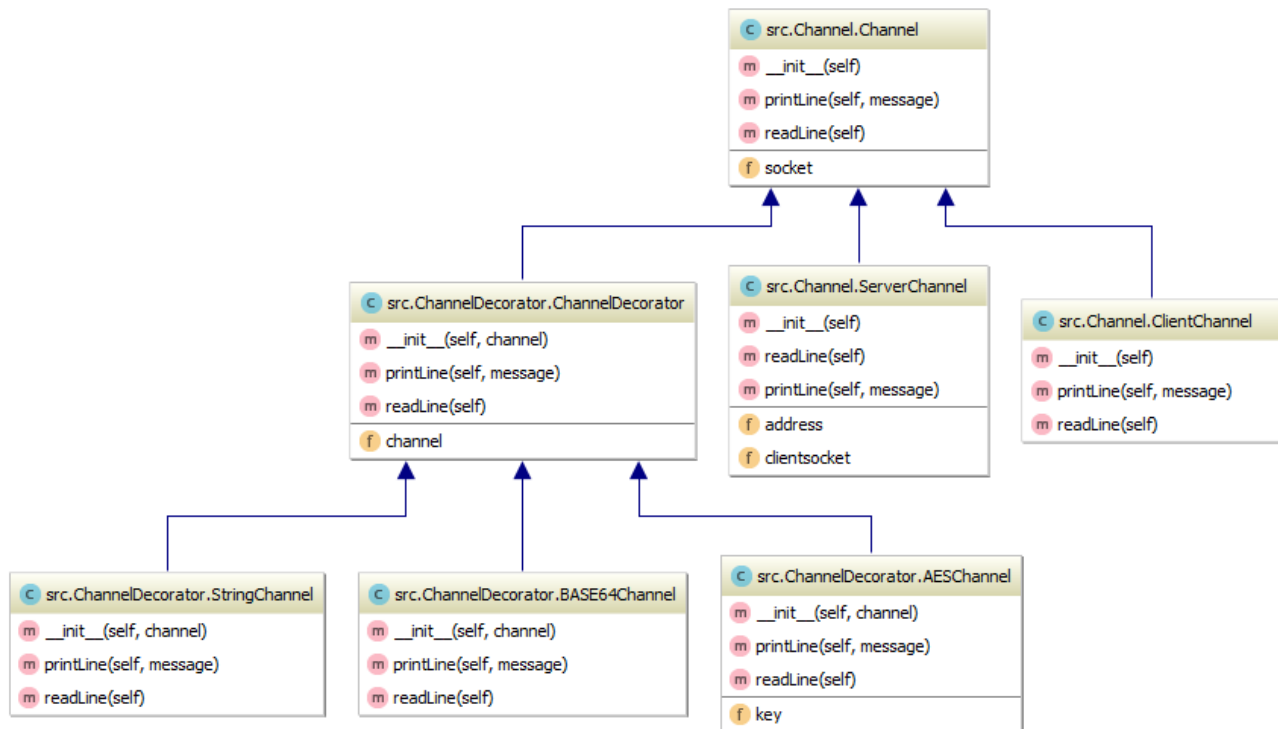 C src.Channel.Channel
m __init__(self)
m printLine(self, message)
m readLine(self)
f socket
C src.ChannelDecorator.ChannelDecorator
m __init__(self, channel)
m printLine(self, message)
m readLine(self)
f channel
C src.Channel.ServerChannel
m __init__(self)
m readLine(self)
m printLine(self, message)
f address
f clientsocket
C src.Channel.ClientChannel
m __init__(self)
m printLine(self, message)
m readLine(self)
C src.ChannelDecorator.StringChannel
m __init__(self, channel)
m printLine(self, message)
m readLine(self)
C src.ChannelDecorator.BASE64Channel
m __init__(self, channel)
m printLine(self, message)
m readLine(self)
C src.ChannelDecorator.AESChannel
m __init__(self, channel)
m printLine(self, message)
m readLine(self)
f key